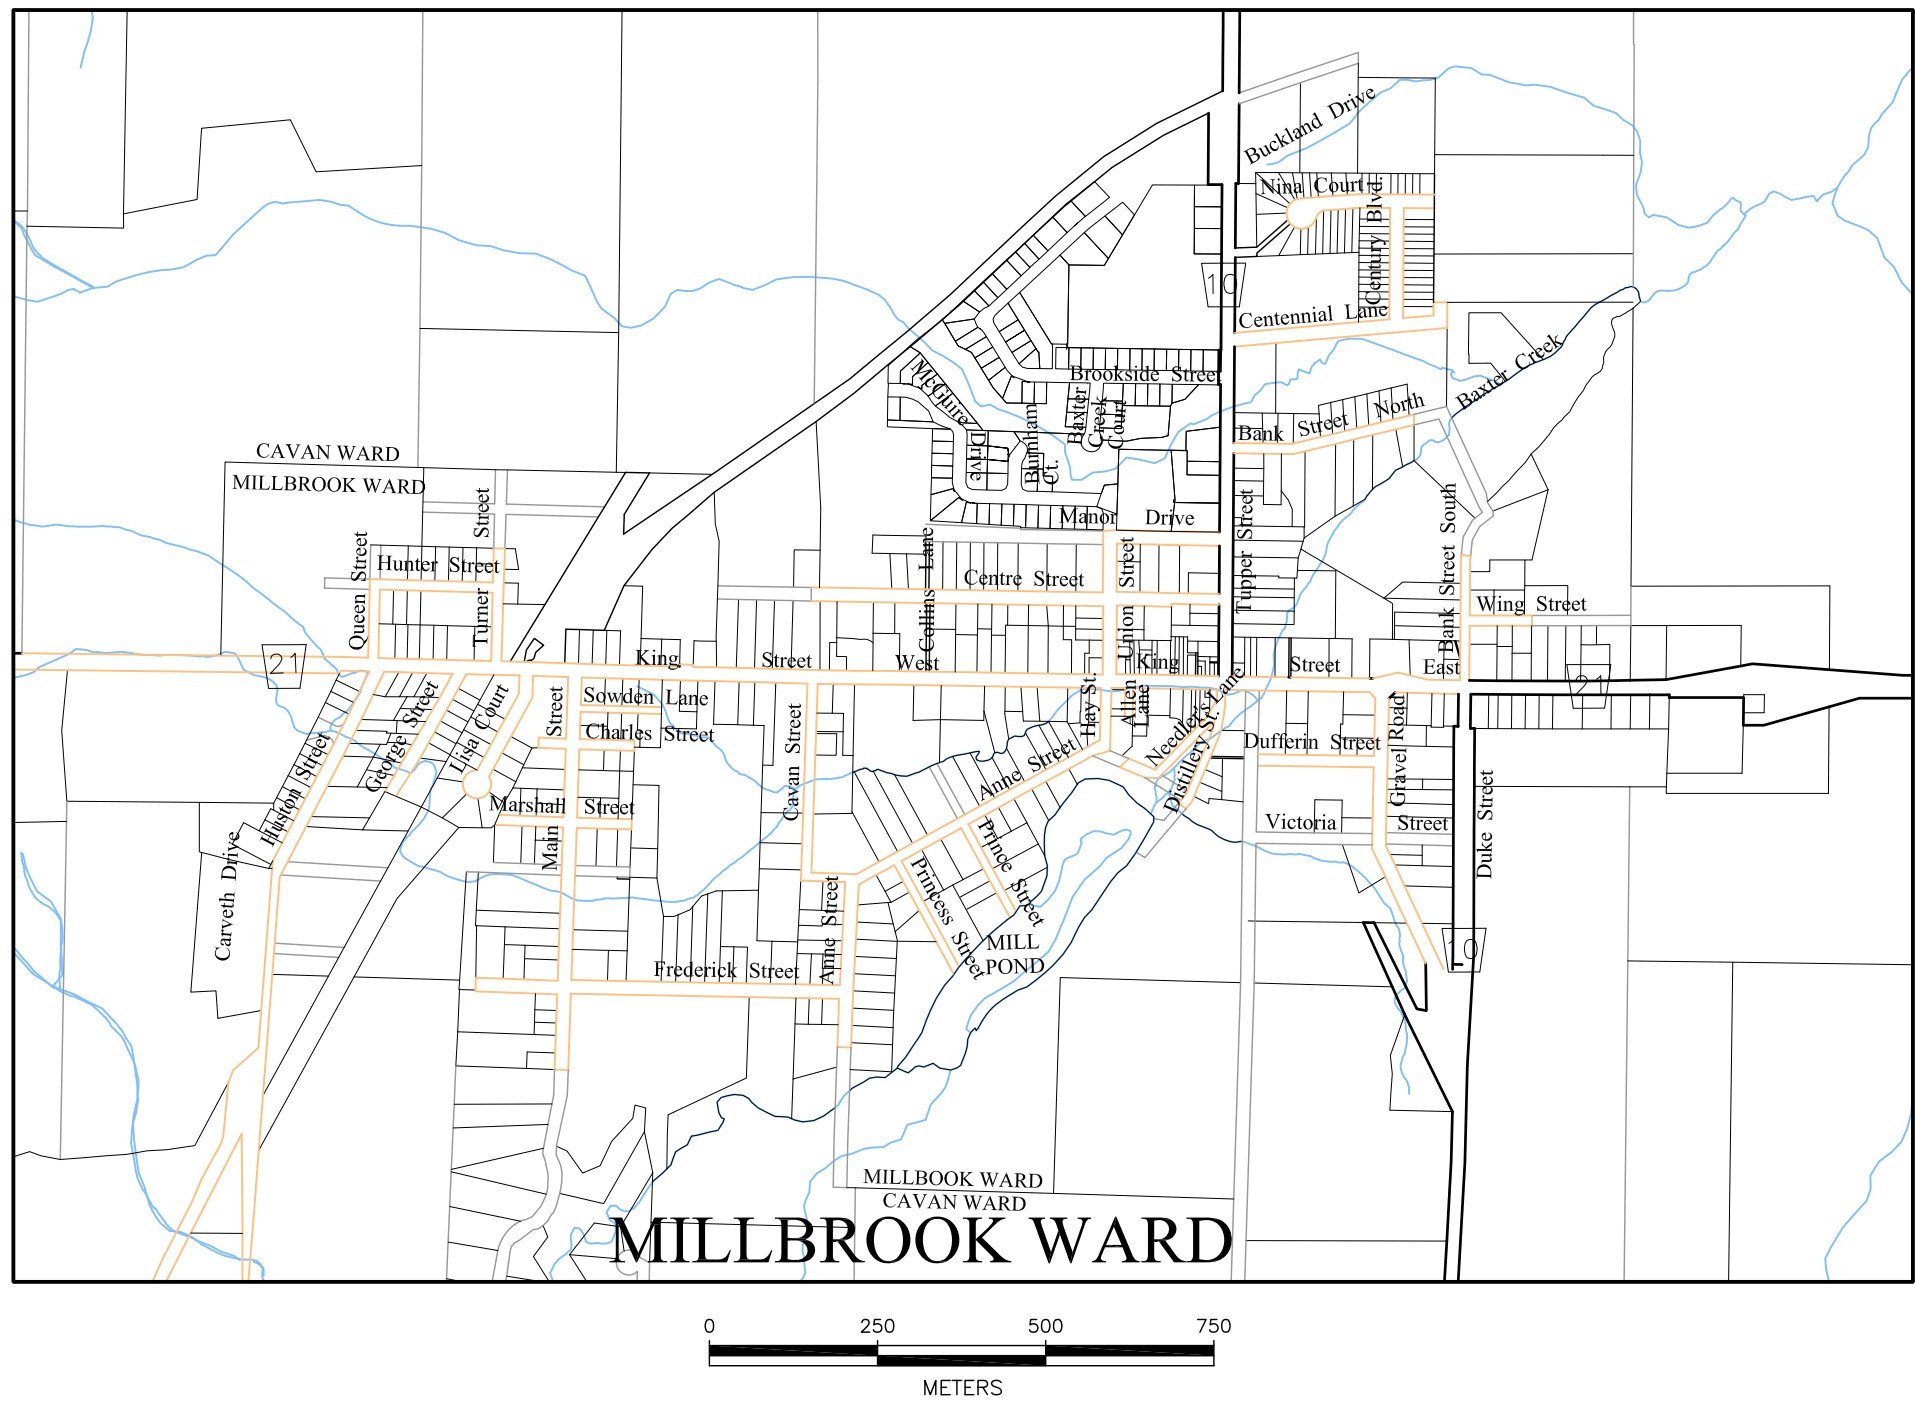 Buckland Drive
Nina Court
Century Blvd.
10
Centennial Lane
Baxter Creek
Brookside Street
McGuire
Drive
Burnham
Ct.
Baxter
Creek
Court
Bank Street North
CAVAN WARD
MILLBROOK WARD
Manor Drive
Tupper Street
Bank Street South
Queen Street
Hunter Street
Turner Street
Collins Lane
Centre Street
Union Street
Wing Street
21
King Street West
King Street East
21
Huston Street
George Street
Lisa Court
Main Street
Sowden Lane
Charles Street
Cavan Street
Hay St.
Allen
Lane
Needler's Lane
Distillery St.
Dufferin Street
Gravel Road
Anne Street
Marshall Street
Carveth Drive
Victoria Street
Duke Street
Princess Street
Prince Street
Anne Street
MILL
POND
Frederick Street
10
MILLBOOK WARD
CAVAN WARD
MILLBROOK WARD
0 250 500 750
METERS